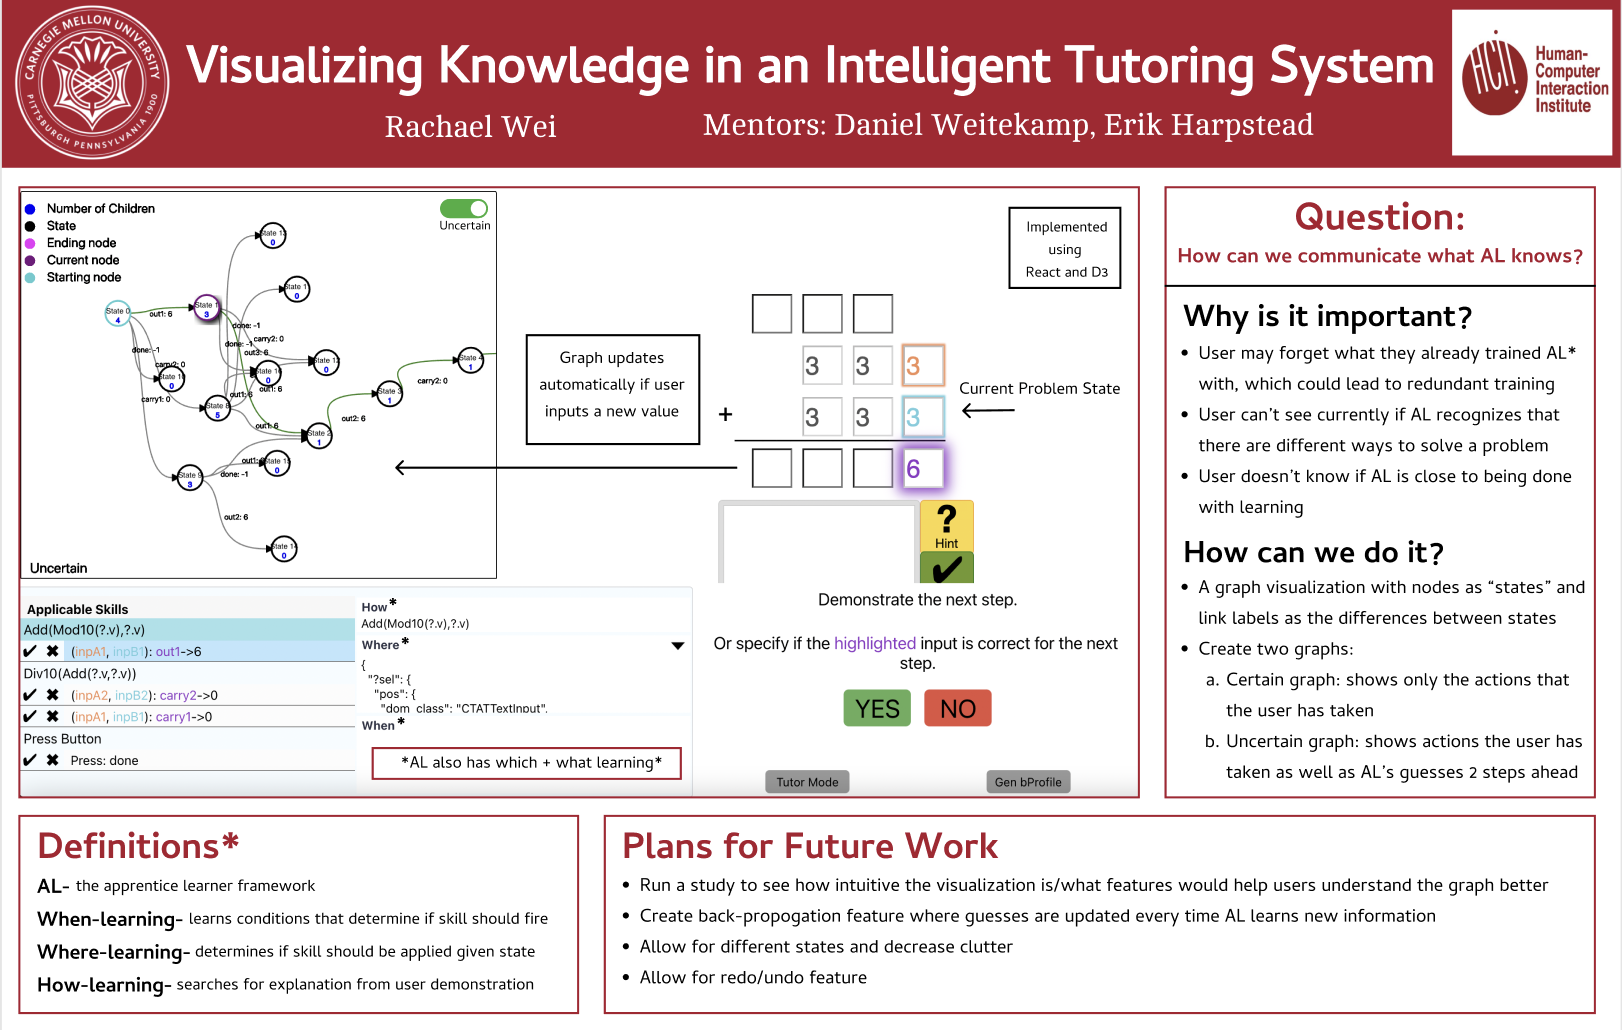 CARNEGIE MELLON UNIVERSITY
PITTSBURGH PENNSYLVANIA 1900
Visualizing Knowledge in an Intelligent Tutoring System
Rachael Wei
Mentors: Daniel Weitekamp, Erik Harpstead
HCII
Human-
Computer
Interaction
Institute
Number of Children
State
Ending node
Current node
Starting node
Uncertain
State 0
4
out1: 6
State 1
3
0
State 1
0
done: -1
carry2: 0
done: -1
out3: 6
State 12
0
State 1
0
out1: 6
out1: 6
done: -1
carry2: 0
State 1
0
carry1: 0
State 8
5
out1: 6
State 2
1
out2: 6
State 3
1
carry2: 0
State 4
1
State 9
3
out1: 6
done: -1
0
out2: 6
State 14
0
Uncertain
Graph updates
automatically if user
inputs a new value
Implemented
using
React and D3
3 3 3
+ 3 3 3
6
Current Problem State
?
Hint
Demonstrate the next step.
Or specify if the highlighted input is correct for the next
step.
YES NO
Tutor Mode
Gen bProfile
Applicable Skills
Add(Mod10(?.v),?.v)
(inpA1, inpB1): out1->6
Div10(Add(?.v,?.v))
(inpA2, inpB2): carry2->0
(inpA1, inpB1): carry1->0
Press Button
Press: done
How*
Add(Mod10(?.v),?.v)
Where*
{
"?sel": {
"pos": {
"dom_class": "CTATTextInput",
When*
*AL also has which + what learning*
Question:
How can we communicate what AL knows?
Why is it important?
• User may forget what they already trained AL*
with, which could lead to redundant training
• User can't see currently if AL recognizes that
there are different ways to solve a problem
• User doesn't know if AL is close to being done
with learning
How can we do it?
• A graph visualization with nodes as “states” and
link labels as the differences between states
• Create two graphs:
a. Certain graph: shows only the actions that
the user has taken
b. Uncertain graph: shows actions the user has
taken as well as AL's guesses 2 steps ahead
Definitions*
AL- the apprentice learner framework
When-learning- learns conditions that determine if skill should fire
Where-learning- determines if skill should be applied given state
How-learning- searches for explanation from user demonstration
Plans for Future Work
• Run a study to see how intuitive the visualization is/what features would help users understand the graph better
• Create back-propogation feature where guesses are updated every time AL learns new information
• Allow for different states and decrease clutter
• Allow for redo/undo feature